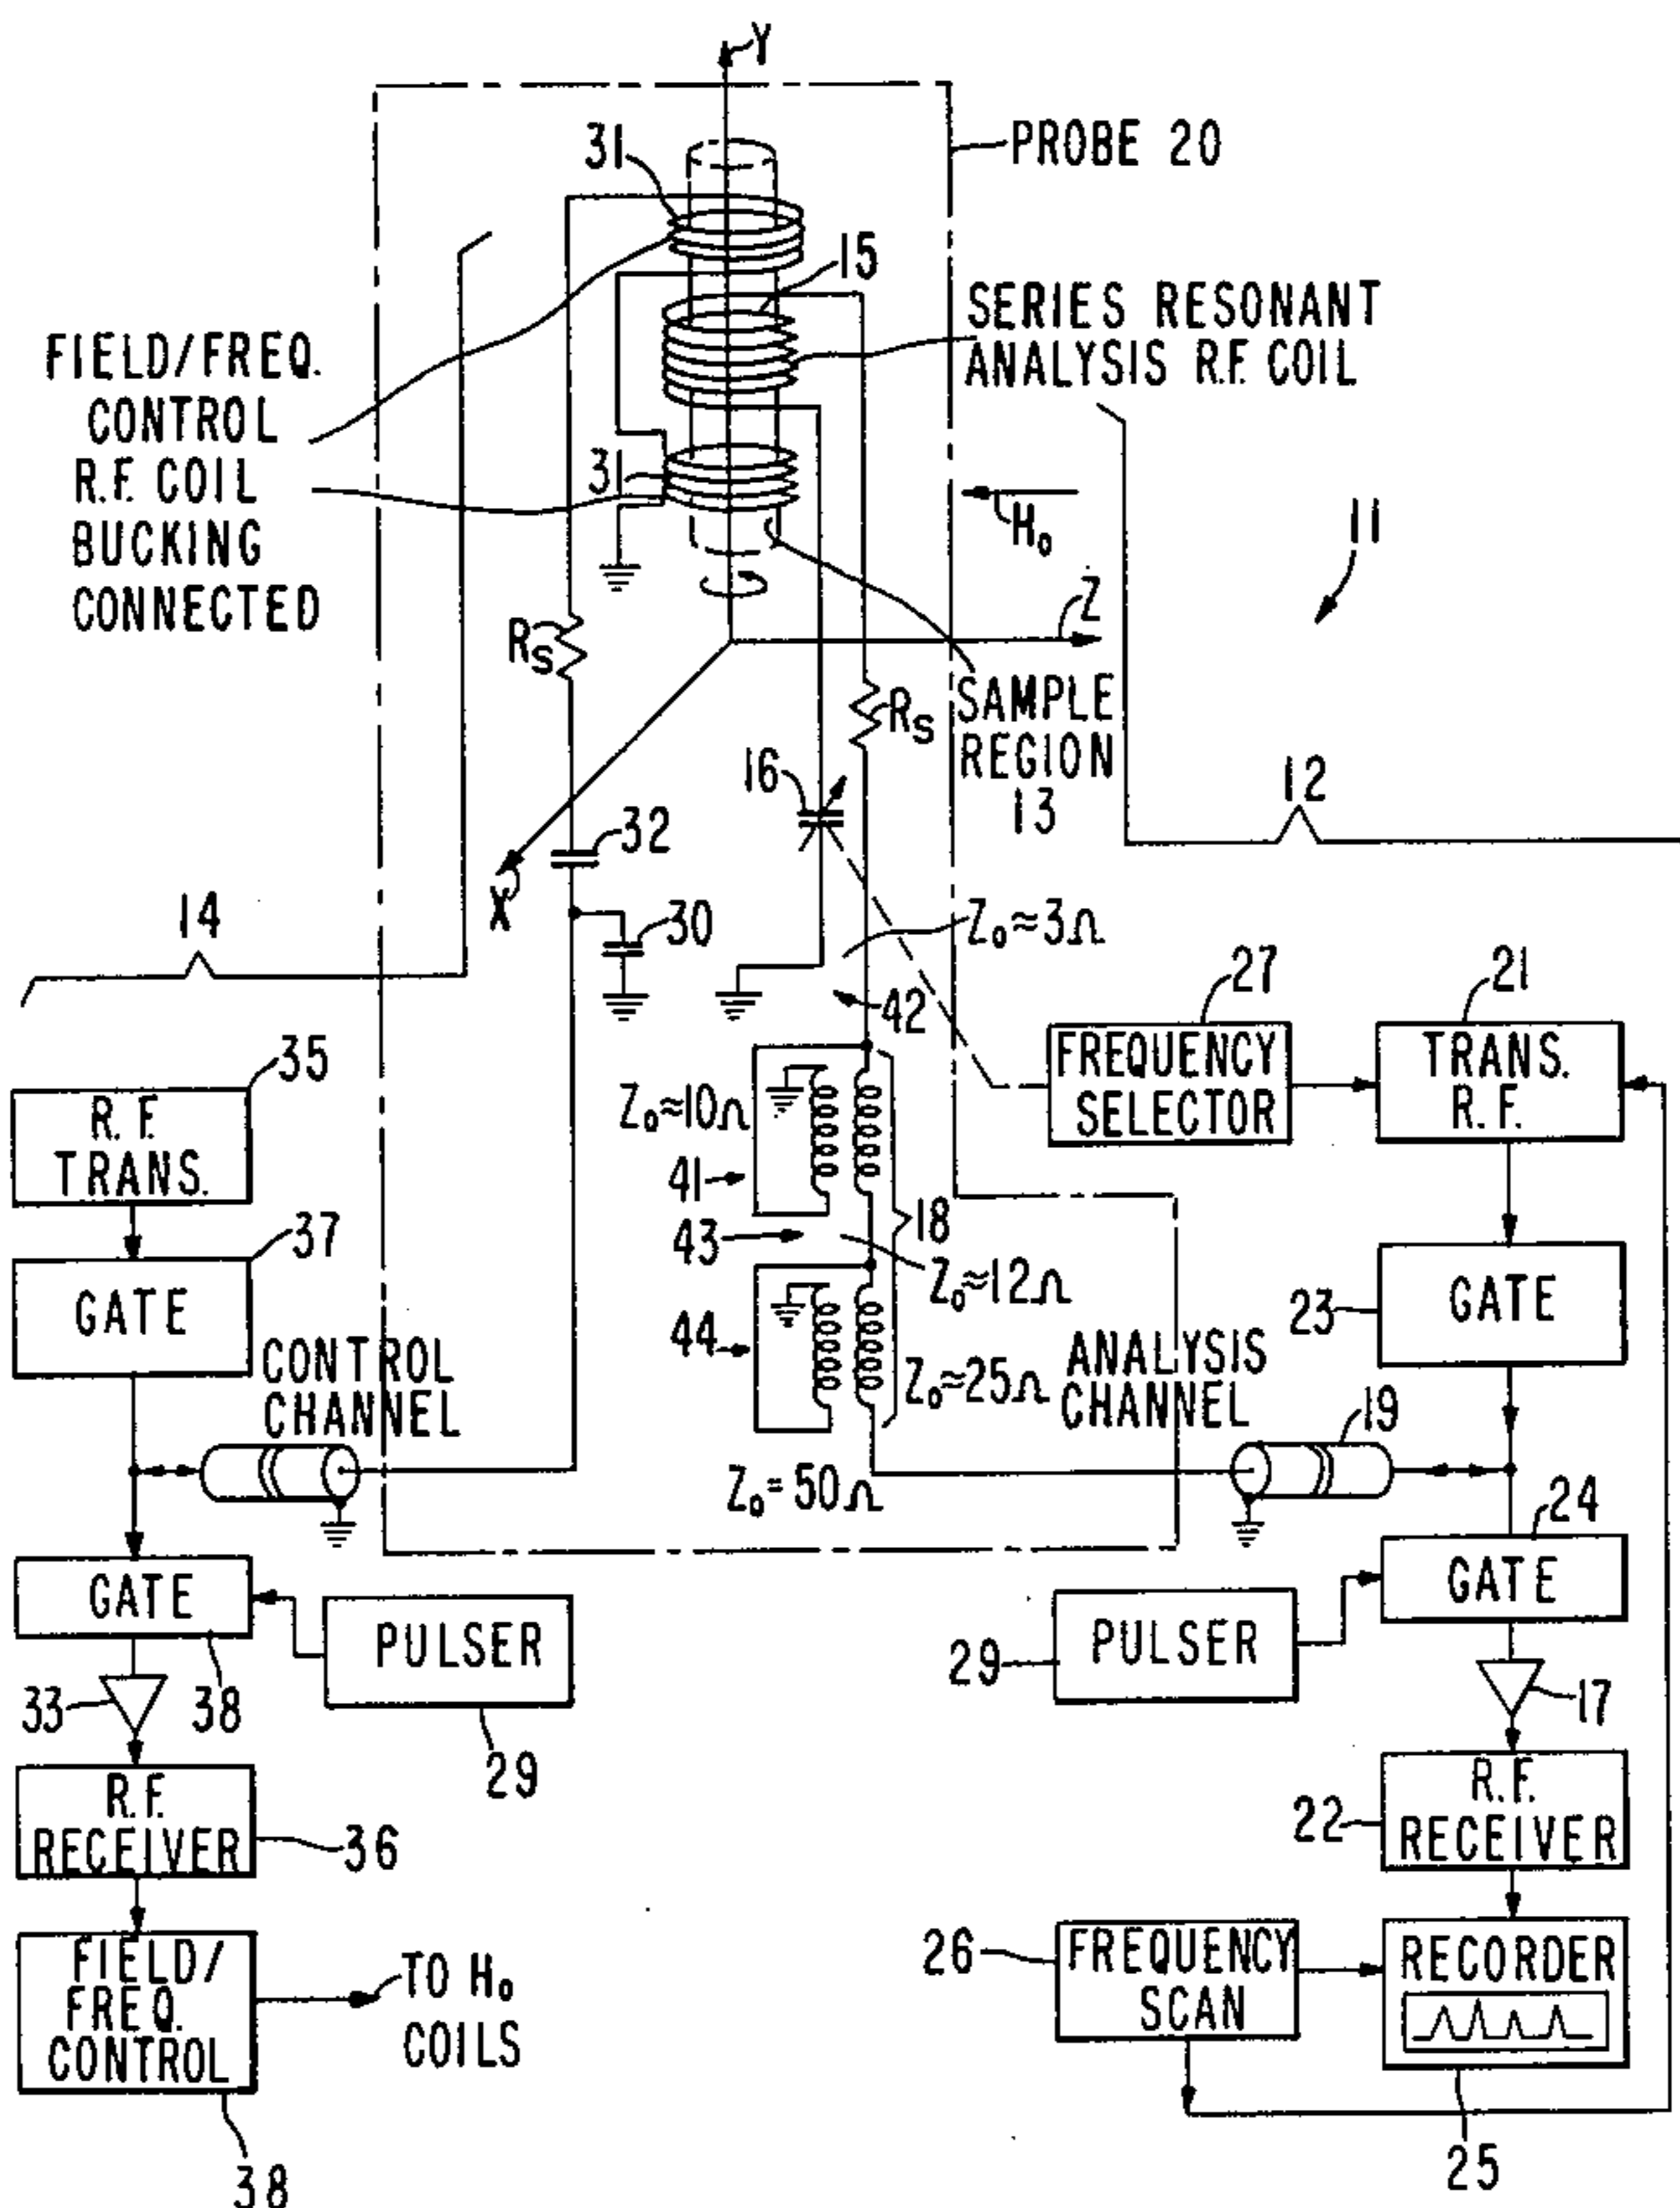 Y
PROBE 20
31
15
SERIES RESONANT
ANALYSIS R.F. COIL
FIELD/FREQ.
CONTROL
R.F. COIL
BUCKING
CONNECTED
31
H₀
11
Z
Rs
SAMPLE
REGION
13
Rs
16
12
32
X
14
30
Z₀≈3Ω
42
27
21
35
FREQUENCY
SELECTOR
TRANS.
R.F.
R.F.
TRANS.
Z₀≈10Ω
41
18
43
37
GATE
Z₀≈12Ω
23
GATE
44
CONTROL
CHANNEL
Z₀≈25Ω
ANALYSIS
CHANNEL
19
Z₀=50Ω
24
GATE
PULSER
GATE
29
PULSER
33
38
17
29
R.F.
RECEIVER
36
22
R.F.
RECEIVER
FIELD/
FREQ.
CONTROL
TO H₀
COILS
26
FREQUENCY
SCAN
RECORDER
25
38